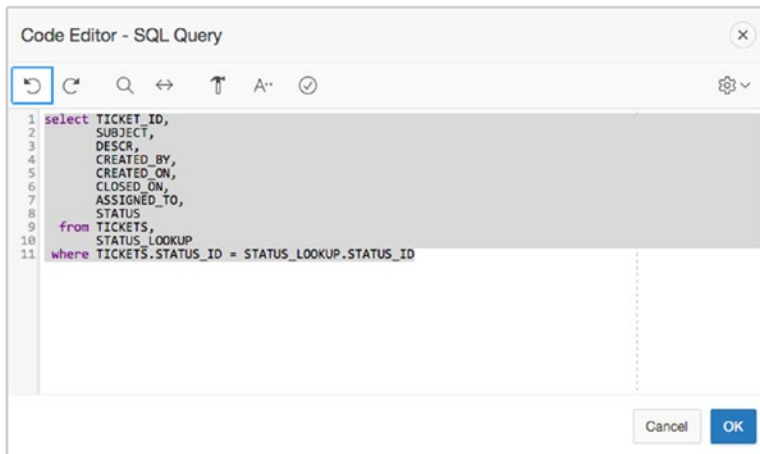 Code Editor - SQL Query
A··
1 select TICKET_ID,
2 SUBJECT,
3 DESCR,
4 CREATED_BY,
5 CREATED_ON,
6 CLOSED_ON,
7 ASSIGNED_TO,
8 STATUS
9 from TICKETS,
10 STATUS_LOOKUP
11 where TICKETS.STATUS_ID = STATUS_LOOKUP.STATUS_ID
Cancel OK